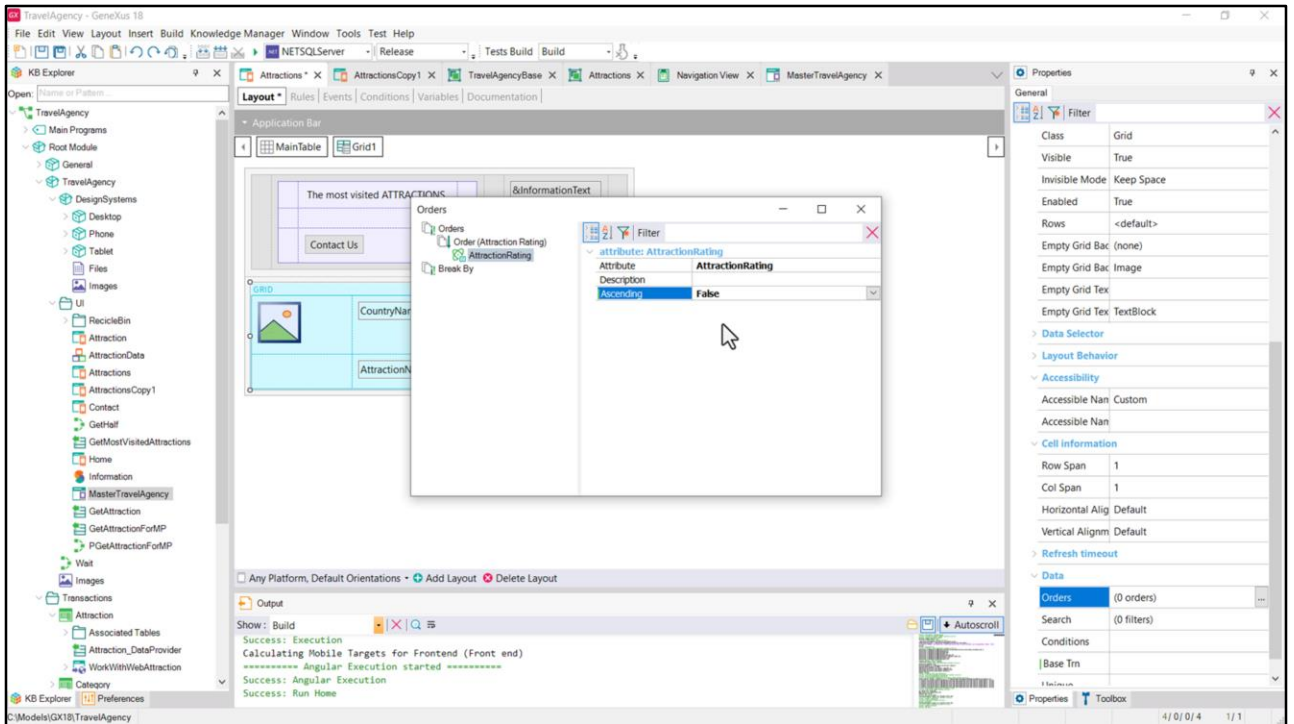 GX TravelAgency - GeneXus 18
File Edit View Layout Insert Build Knowledge Manager Window Tools Test Help
NETSQLServer Release Tests Build Build
KB Explorer
Open: Name or Pattern...
TravelAgency
Main Programs
Root Module
General
TravelAgency
DesignSystems
Desktop
Phone
Tablet
Files
Images
UI
RecicleBin
Attraction
AttractionData
Attractions
AttractionsCopy1
Contact
GetHalf
GetMostVisitedAttractions
Home
Information
MasterTravelAgency
GetAttraction
GetAttractionForMP
PGetAttractionForMP
Wait
Images
Transactions
Attraction
Associated Tables
Attraction_DataProvider
WorkWithWebAttraction
Category
KB Explorer Preferences
C:\Models\GX18\TravelAgency
Attractions * X AttractionsCopy1 X TravelAgencyBase X Attractions X Navigation View X MasterTravelAgency X
Layout * | Rules | Events | Conditions | Variables | Documentation |
Application Bar
MainTable Grid1
The most visited ATTRACTIONS &InformationText
Contact Us
GRID
CountryNar
AttractionN
Orders
Orders
Order (Attraction Rating)
AttractionRating
Break By
Filter
attribute: AttractionRating
Attribute AttractionRating
Description
Ascending False
Any Platform, Default Orientations Add Layout Delete Layout
Output
Show: Build Autoscroll
Success: Execution
Calculating Mobile Targets for Frontend (Front end)
========== Angular Execution started ==========
Success: Angular Execution
Success: Run Home
Properties
General
Filter
Class Grid
Visible True
Invisible Mode Keep Space
Enabled True
Rows <default>
Empty Grid Bac (none)
Empty Grid Bac Image
Empty Grid Tex
Empty Grid Tex TextBlock
Data Selector
Layout Behavior
Accessibility
Accessible Nan Custom
Accessible Nan
Cell information
Row Span 1
Col Span 1
Horizontal Alig Default
Vertical Alignm Default
Refresh timeout
Data
Orders (0 orders) ...
Search (0 filters)
Conditions
Base Trn
Unique
Properties Toolbox
4/ 0/ 0/ 4 1/ 1